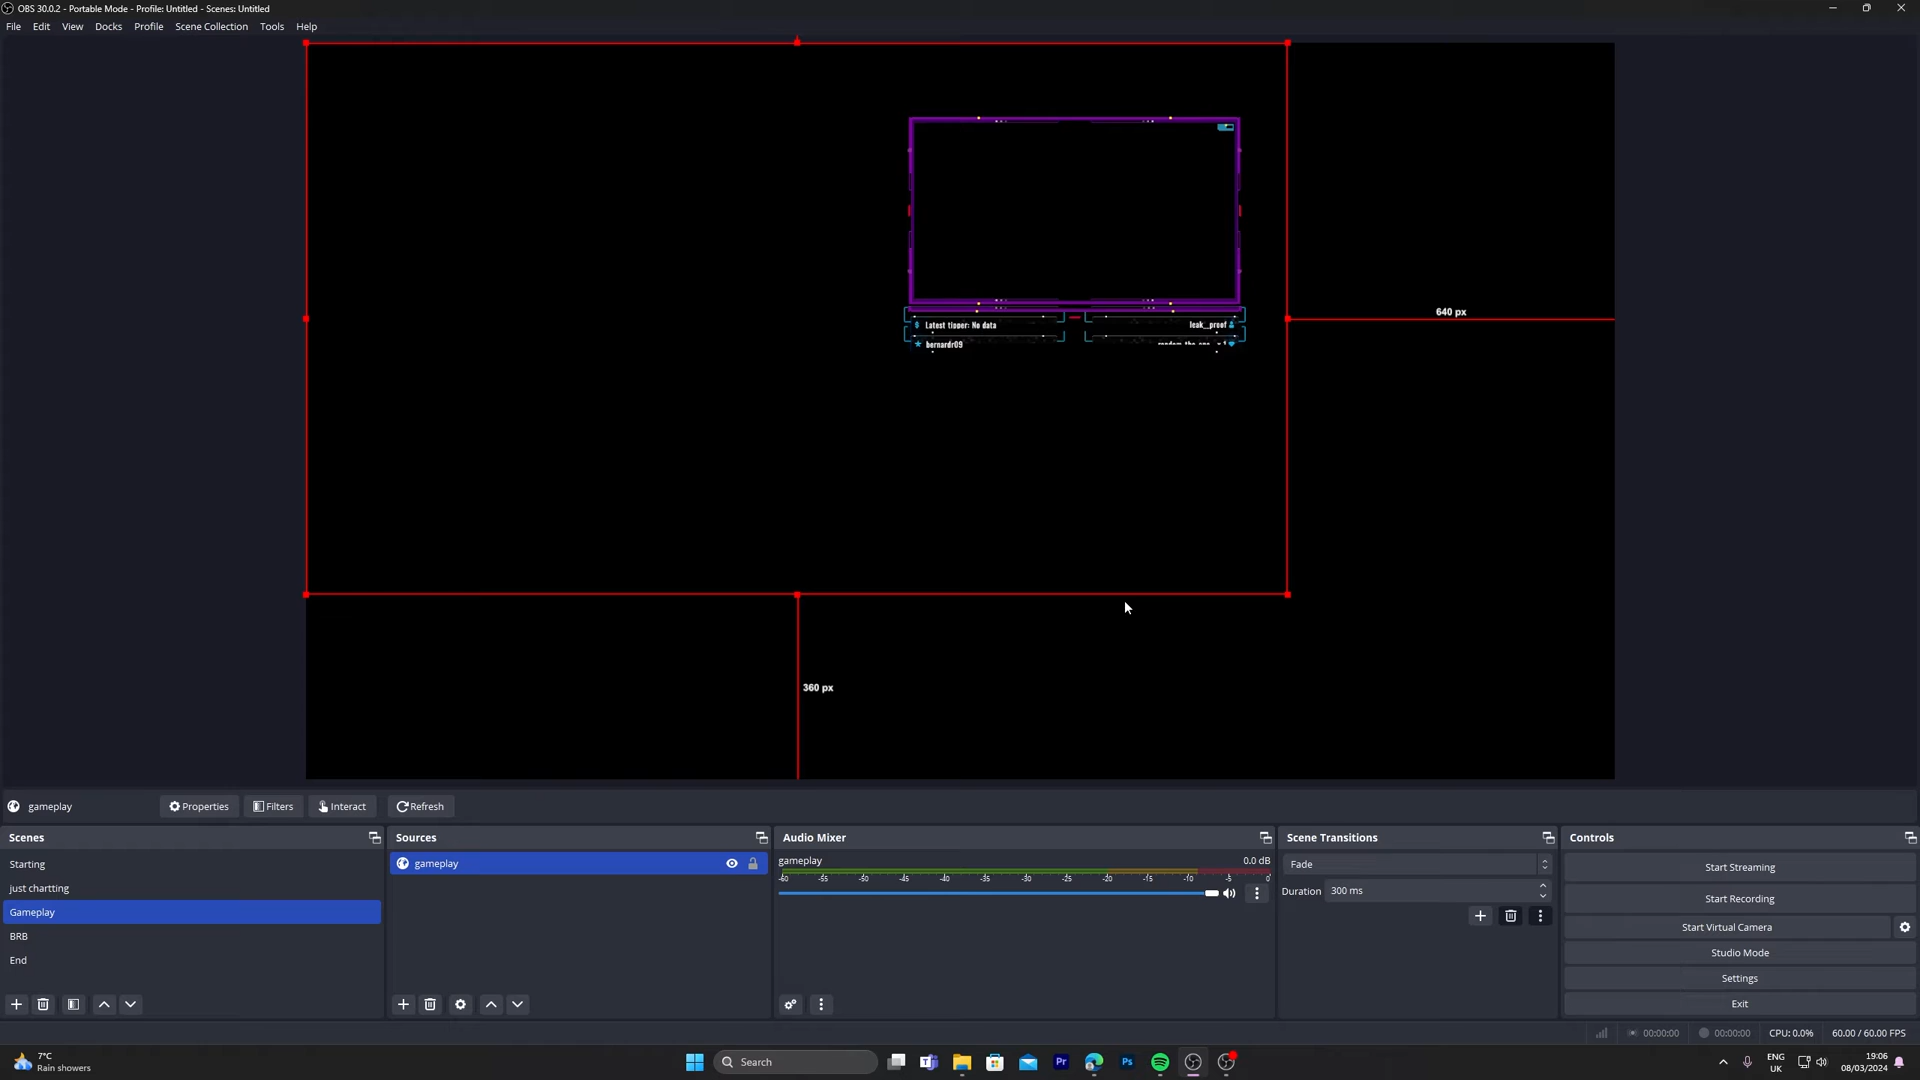 OBS 30.0.2 - Portable Mode - Profile: Untitled - Scenes: Untitled
File Edit View Docks Profile Scene Collection Tools Help
640 px
Latest tipper: No data
leak_proof
bernardr09
360 px
gameplay Properties Filters Interact Refresh
Scenes
Starting
just chartting
Gameplay
BRB
End
Sources
gameplay
Audio Mixer
gameplay 0.0 dB
-60 -55 -50 -45 -40 -35 -30 -25 -20 -15 -10 -5 0
Scene Transitions
Fade
Duration 300 ms
Controls
Start Streaming
Start Recording
Start Virtual Camera
Studio Mode
Settings
Exit
00:00:00 00:00:00 CPU: 0.0% 60.00 / 60.00 FPS
7°C
Rain showers
Search
Pr
Ps
ENG
UK
19:06
08/03/2024